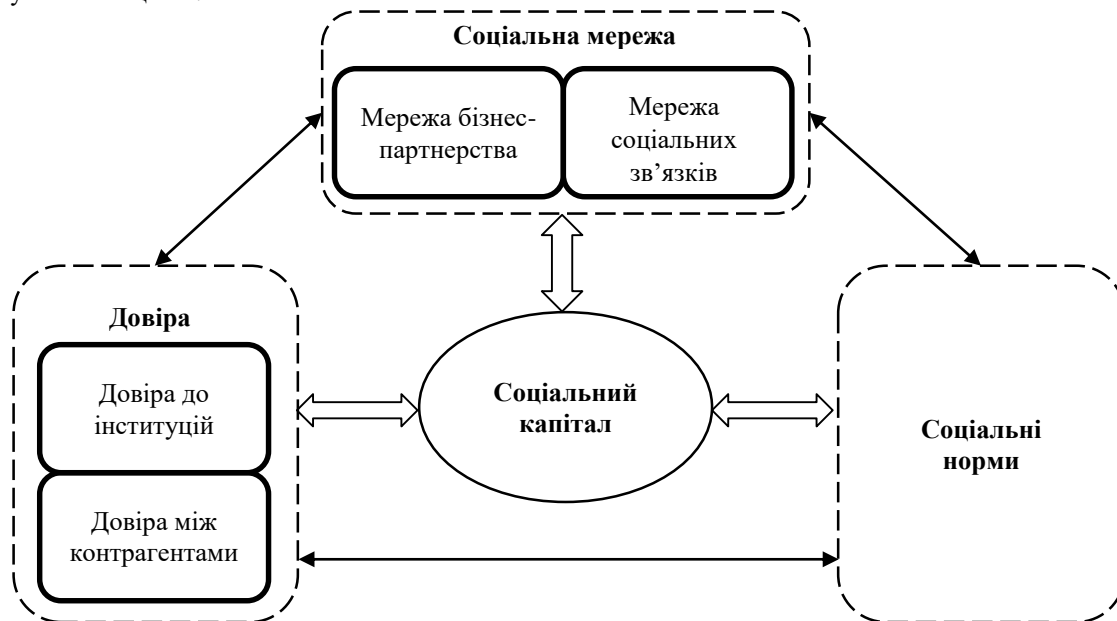 Соціальна мережа
Мережа бізнес-
партнерства
Мережа
соціальних
зв’язків
Довіра
Довіра до
інституцій
Довіра між
контрагентами
Соціальний
капітал
Соціальні
норми